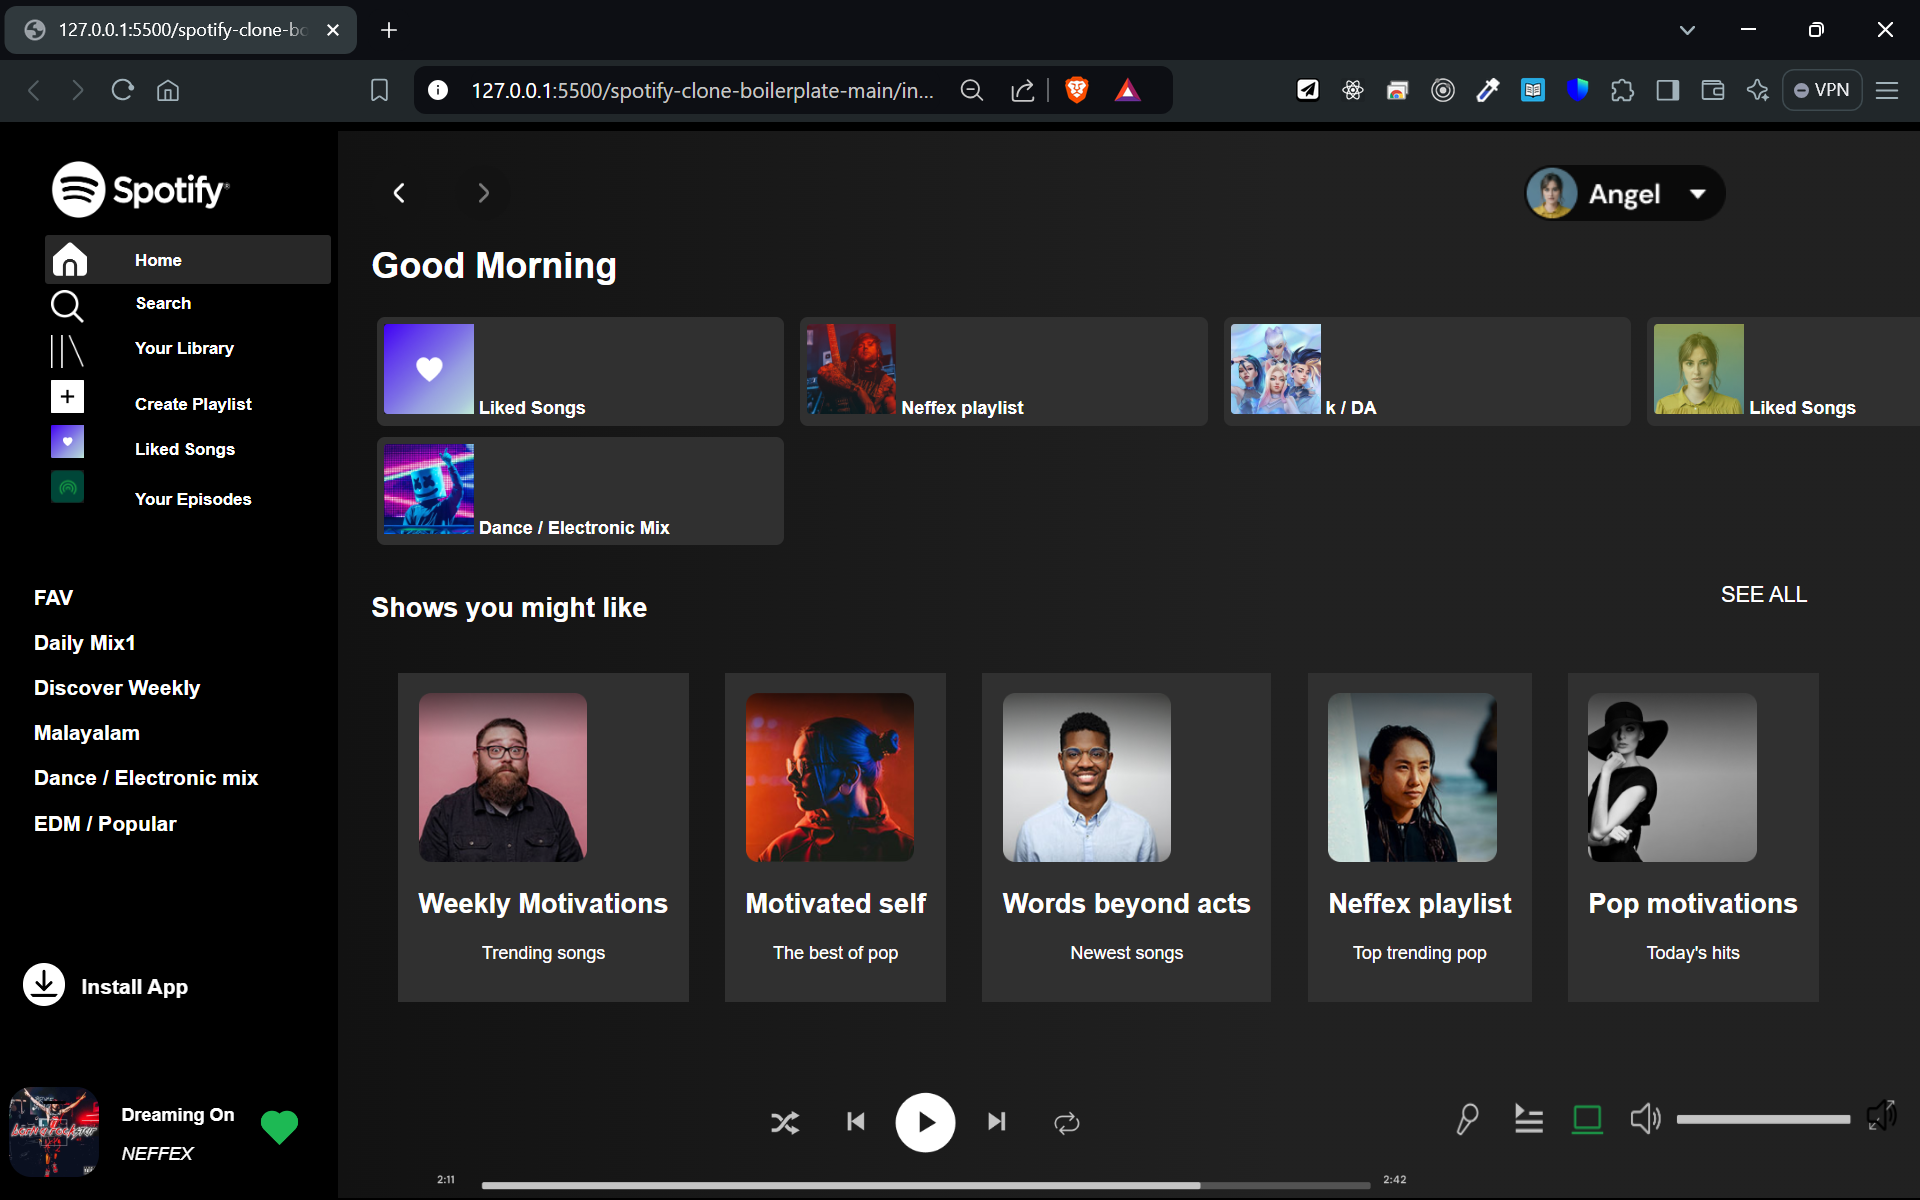 127.0.0.1:5500/spotify-clone-bo
127.0.0.1:5500/spotify-clone-boilerplate-main/in...
VPN
Spotify
Home
Search
Your Library
Create Playlist
Liked Songs
Your Episodes
FAV
Daily Mix1
Discover Weekly
Malayalam
Dance / Electronic mix
EDM / Popular
Install App
Dreaming On
NEFFEX
Angel
Good Morning
Liked Songs
Neffex playlist
k / DA
Liked Songs
Dance / Electronic Mix
Shows you might like
SEE ALL
Weekly Motivations
Trending songs
Motivated self
The best of pop
Words beyond acts
Newest songs
Neffex playlist
Top trending pop
Pop motivations
Today's hits
2:11
2:42